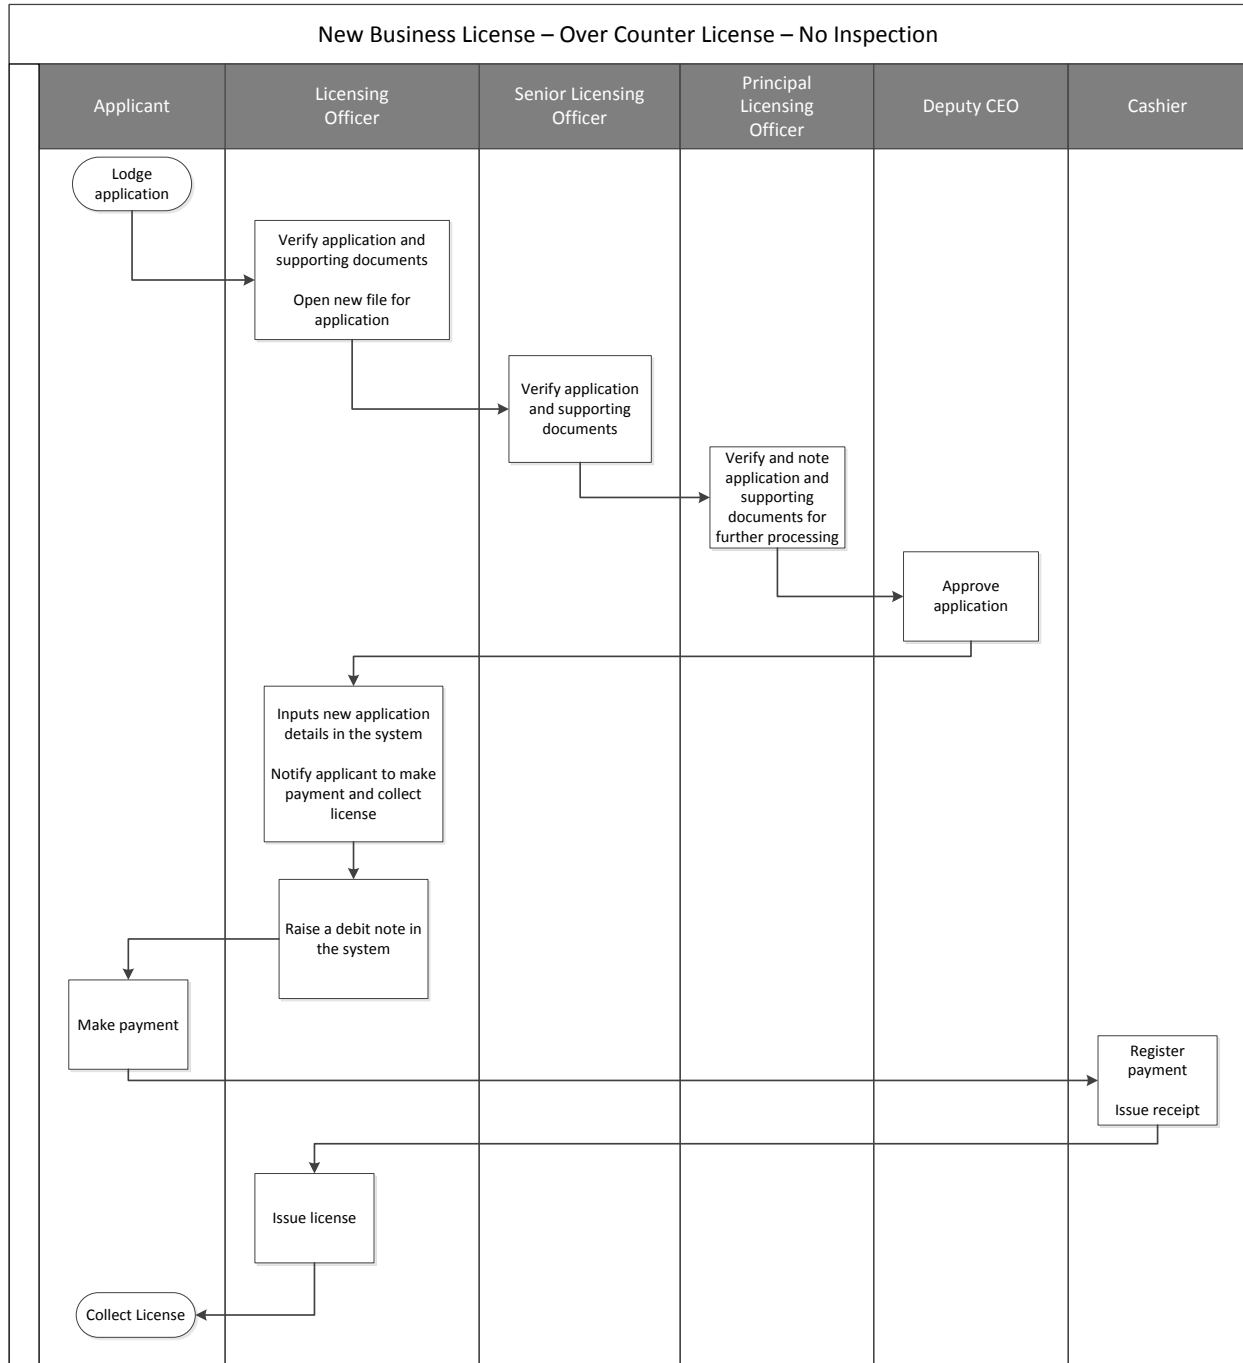 New Business License – Over Counter License – No Inspection
Applicant
Licensing
Officer
Senior Licensing
Officer
Principal
Licensing
Officer
Deputy CEO
Cashier
Lodge
application
Verify application and
supporting documents
Open new file for
application
Verify application
and supporting
documents
Verify and note
application and
supporting
documents for
further processing
Approve
application
Inputs new application
details in the system
Notify applicant to make
payment and collect
license
Raise a debit note in
the system
Make payment
Register
payment
Issue receipt
Issue license
Collect License